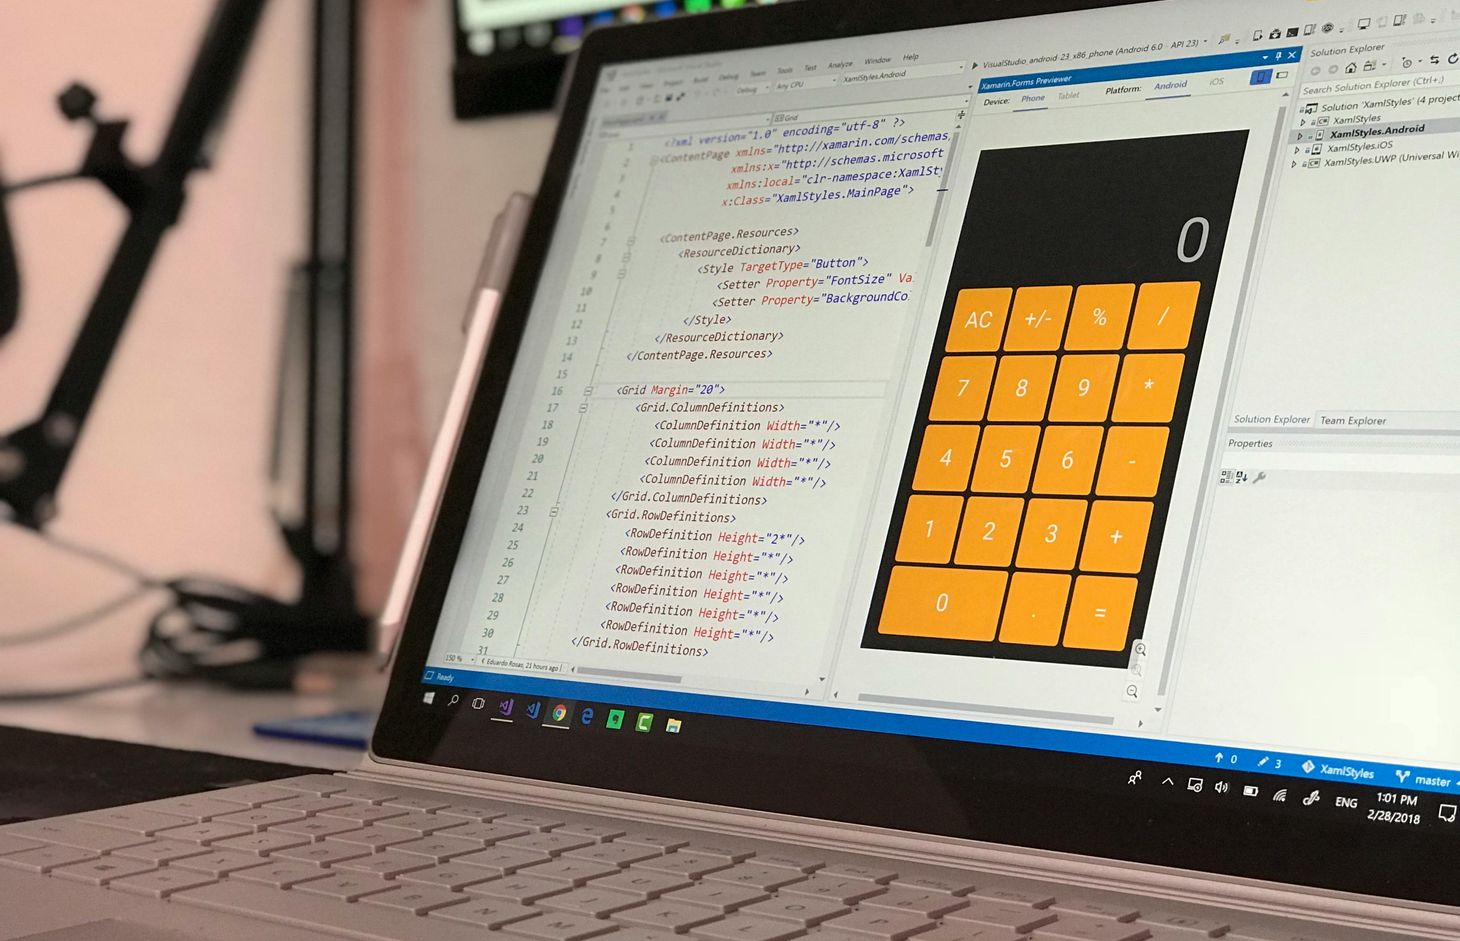 Test Analyze Window Help
Debug Any CPU XamlStyles.Android
VisualStudio_android-23_x86_phone (Android 6.0 - API 23)
Grid
1 <?xml version="1.0" encoding="utf-8" ?>
2 <ContentPage xmlns="http://xamarin.com/schemas,
3 xmlns:x="http://schemas.microsoft
4 xmlns:local="clr-namespace:XamlSty
5 x:Class="XamlStyles.MainPage">
6
7 <ContentPage.Resources>
8 <ResourceDictionary>
9 <Style TargetType="Button">
10 <Setter Property="FontSize" Va
11 <Setter Property="BackgroundCo
12 </Style>
13 </ResourceDictionary>
14 </ContentPage.Resources>
15
16 <Grid Margin="20">
17 <Grid.ColumnDefinitions>
18 <ColumnDefinition Width="*"/>
19 <ColumnDefinition Width="*"/>
20 <ColumnDefinition Width="*"/>
21 <ColumnDefinition Width="*"/>
22 </Grid.ColumnDefinitions>
23 <Grid.RowDefinitions>
24 <RowDefinition Height="2*"/>
25 <RowDefinition Height="*"/>
26 <RowDefinition Height="*"/>
27 <RowDefinition Height="*"/>
28 <RowDefinition Height="*"/>
29 <RowDefinition Height="*"/>
30 </Grid.RowDefinitions>
31
150 % Eduardo Rosas, 21 hours ago |
Ready
Xamarin.Forms Previewer
Device: Phone Tablet Platform: Android iOS
0
AC +/- % /
7 8 9 *
4 5 6 -
1 2 3 +
0 . =
Solution Explorer
Search Solution Explorer (Ctrl+;)
Solution 'XamlStyles' (4 project
XamlStyles
XamlStyles.Android
XamlStyles.iOS
XamlStyles.UWP (Universal Wi
Solution Explorer Team Explorer
Properties
0 3 XamlStyles master
ENG 1:01 PM
2/28/2018